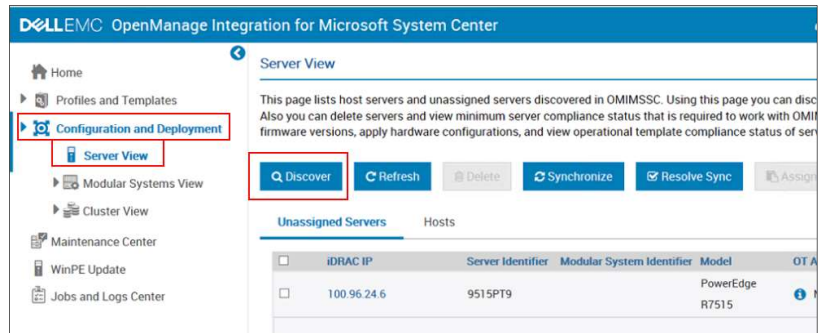 DELLEMC OpenManage Integration for Microsoft System Center
Home
Profiles and Templates
Configuration and Deployment
Server View
Modular Systems View
Cluster View
Maintenance Center
WinPE Update
Jobs and Logs Center
Server View
This page lists host servers and unassigned servers discovered in OMIMSSC. Using this page you can disc
Also you can delete servers and view minimum server compliance status that is required to work with OMI
firmware versions, apply hardware configurations, and view operational template compliance status of ser
Discover Refresh Delete Synchronize Resolve Sync Assign
Unassigned Servers Hosts
iDRAC IP Server Identifier Modular System Identifier Model OT A
100.96.24.6 9515PT9 PowerEdge
R7515